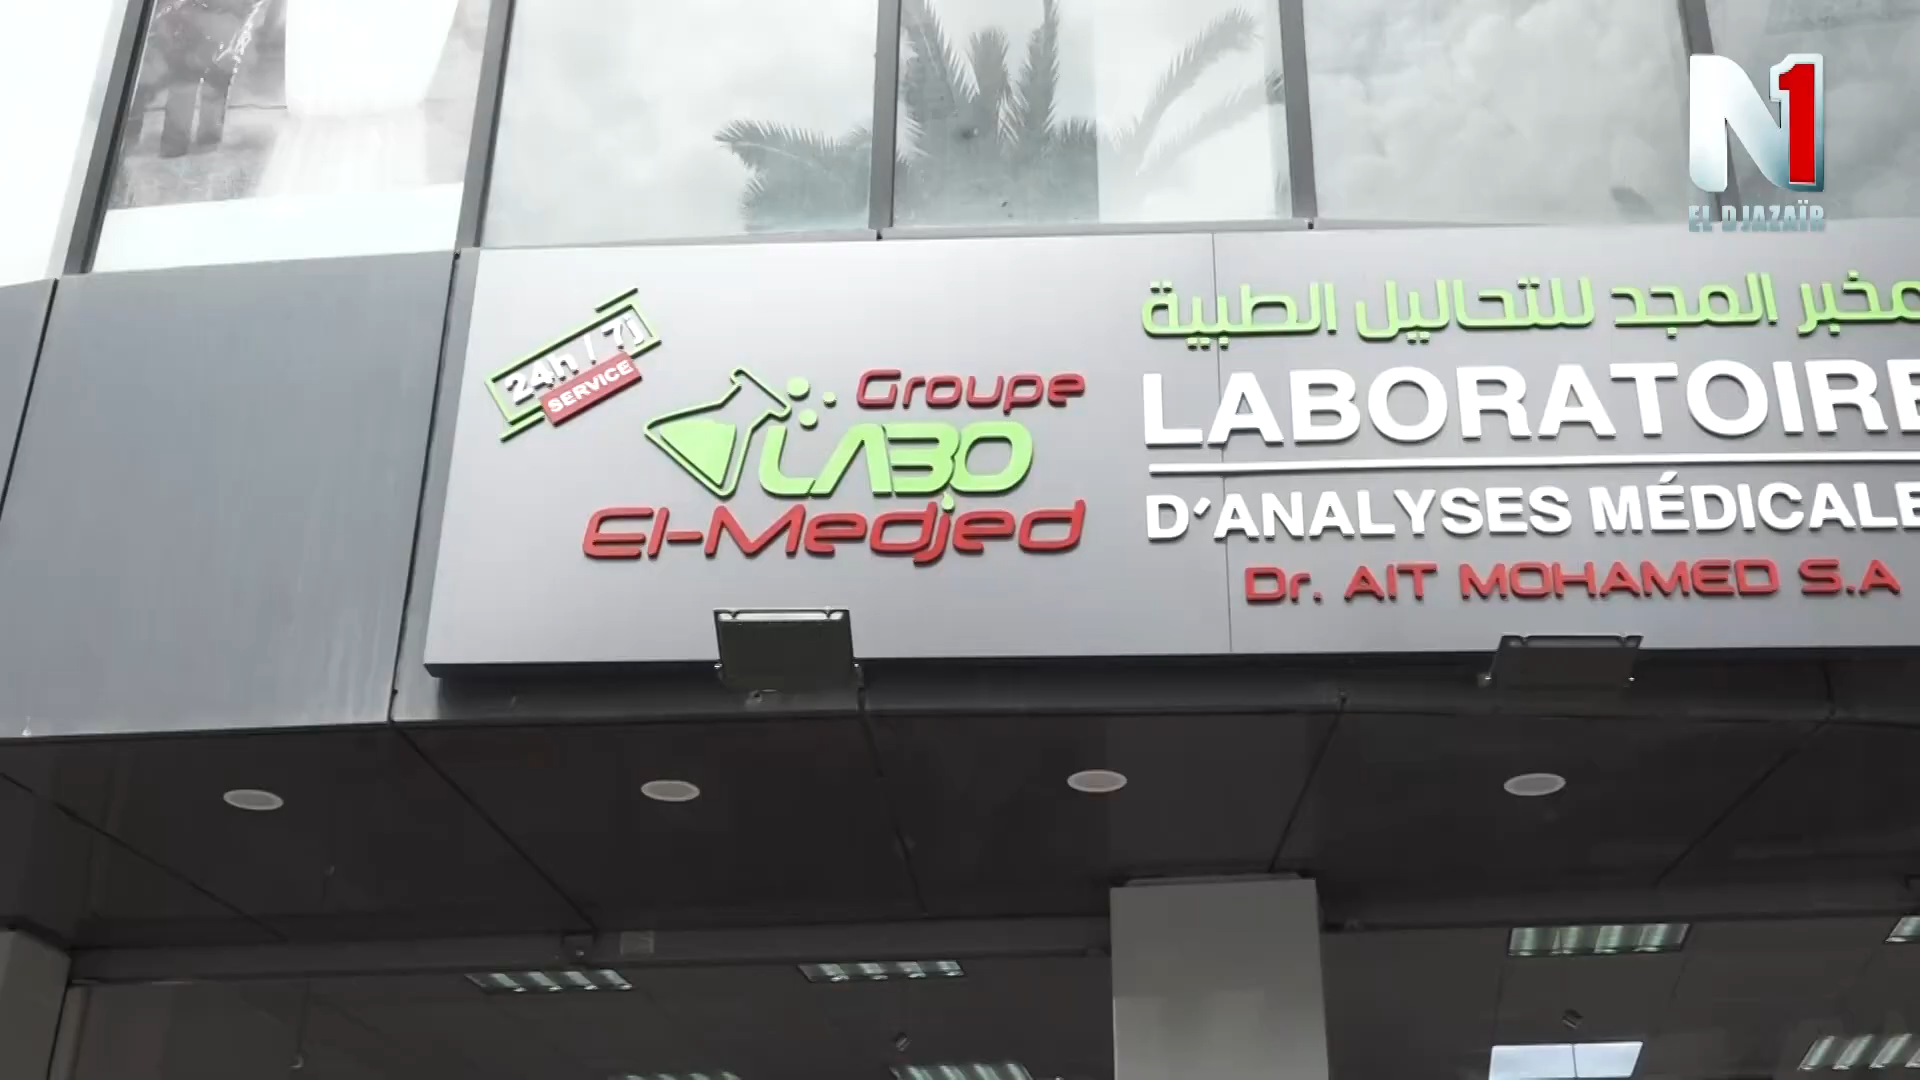 N1
EL DJAZAÏR
24h / 7j
SERVICE
Groupe
LABO
El-Medjed
مخبر المجد للتحاليل الطبية
LABORATOIRE
D'ANALYSES MÉDICALE
Dr. AIT MOHAMED S.A